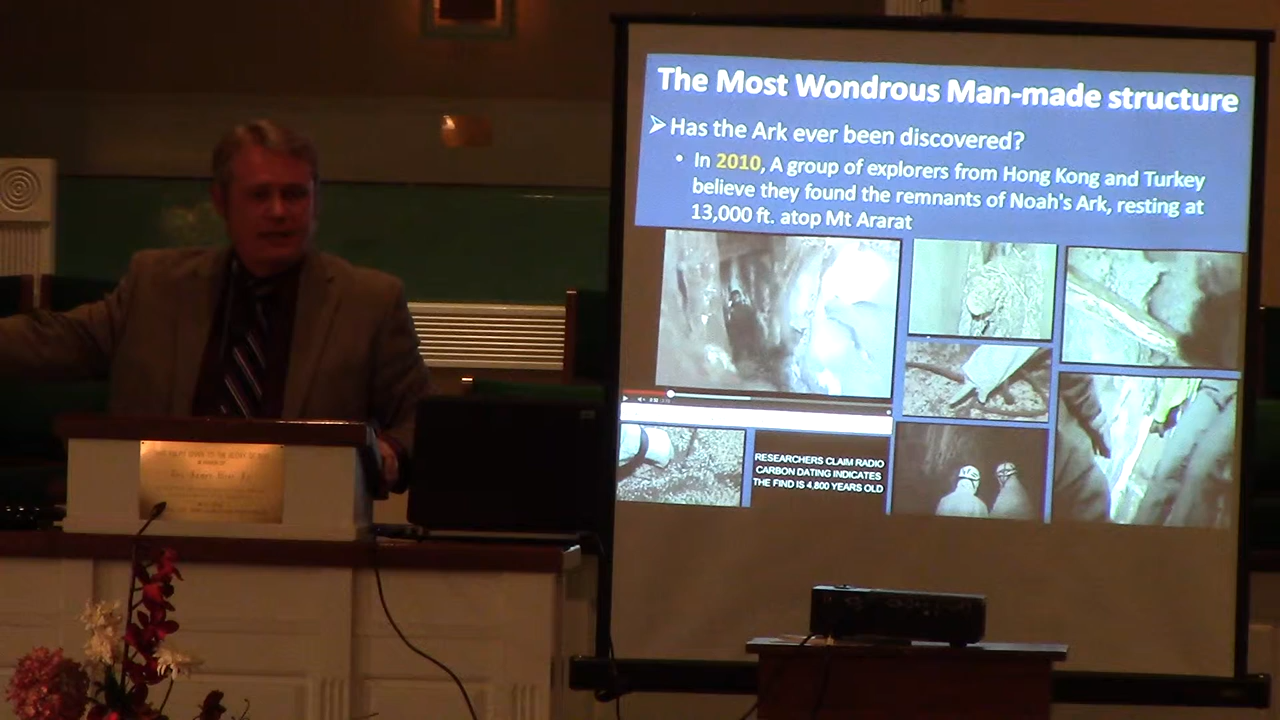 The Most Wondrous Man-made structure
➤ Has the Ark ever been discovered?
• In 2010, A group of explorers from Hong Kong and Turkey
believe they found the remnants of Noah's Ark, resting at
13,000 ft. atop Mt Ararat
RESEARCHERS CLAIM RADIO
CARBON DATING INDICATES
THE FIND IS 4,800 YEARS OLD